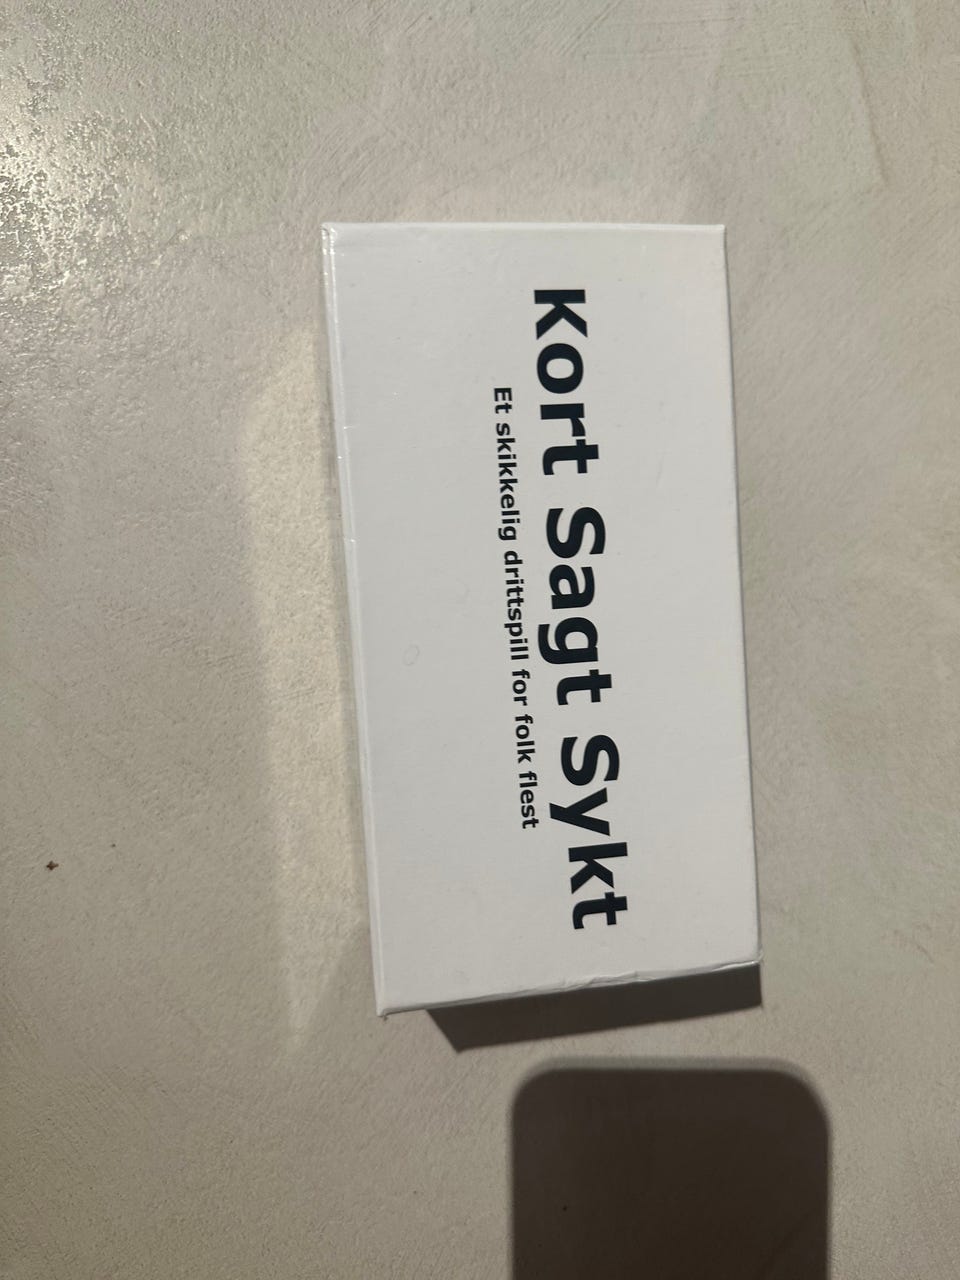 Kort Sagt Sykt
Et skikkelig drittspill for folk flest